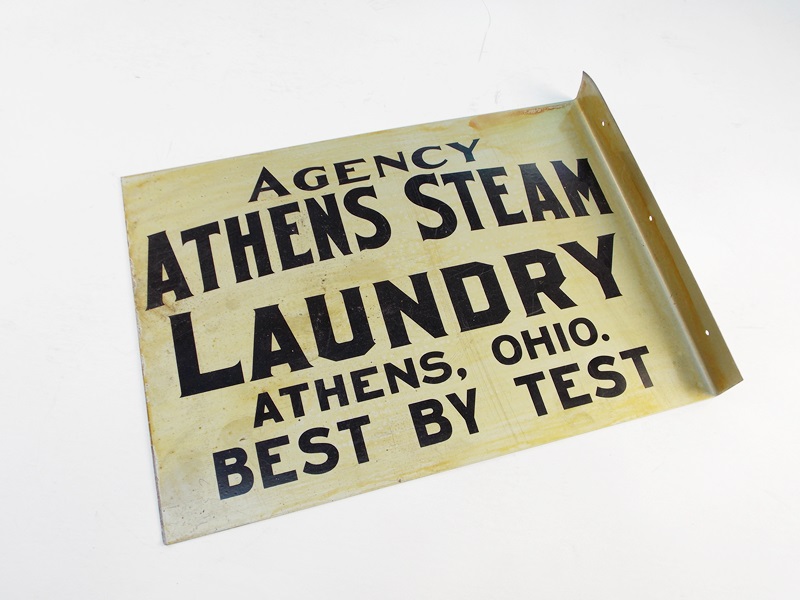 AGENCY
ATHENS STEAM
LAUNDRY
ATHENS, OHIO.
BEST BY TEST